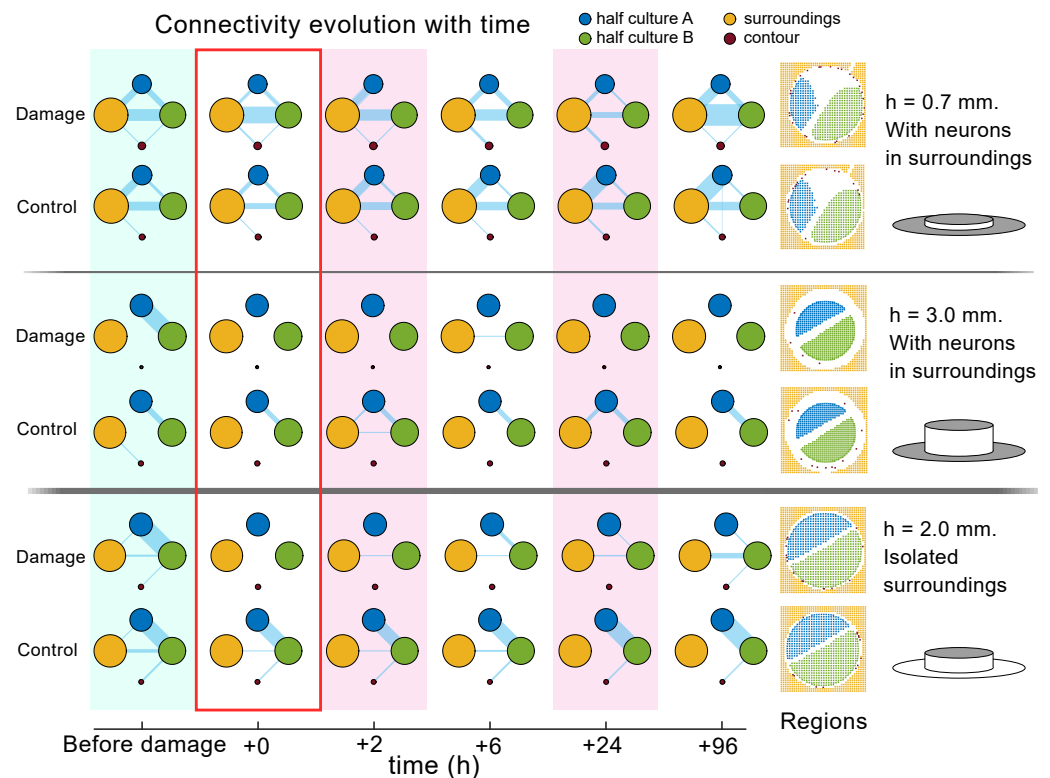 Connectivity evolution with time
half culture A
surroundings
half culture B
contour
Damage
Control
h = 0.7 mm.
With neurons
in surroundings
Damage
Control
h = 3.0 mm.
With neurons
in surroundings
Damage
Control
h = 2.0 mm.
Isolated
surroundings
Regions
Before damage
+0
+2
+6
+24
+96
time (h)